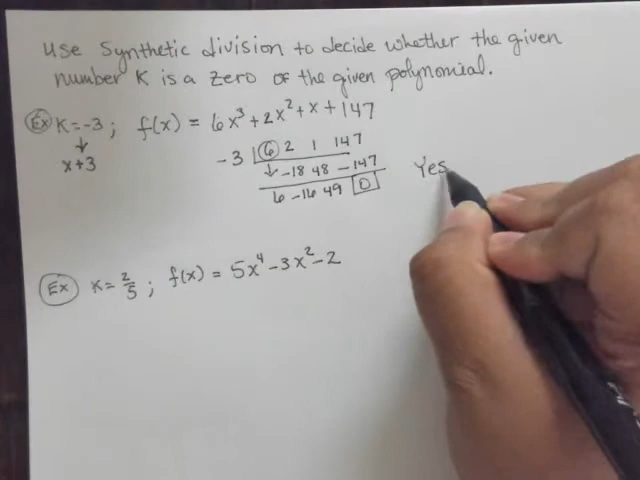 Use Synthetic division to decide whether the given
number K is a zero of the given polynomial.
Ex K = -3 ; f(x) = 6x³ + 2x² + x + 147
↓
x + 3
-3 6 2 1 147
↓ -18 48 -147
6 -16 49 0
Yes
Ex K = 2/5 ; f(x) = 5x⁴ - 3x² - 2